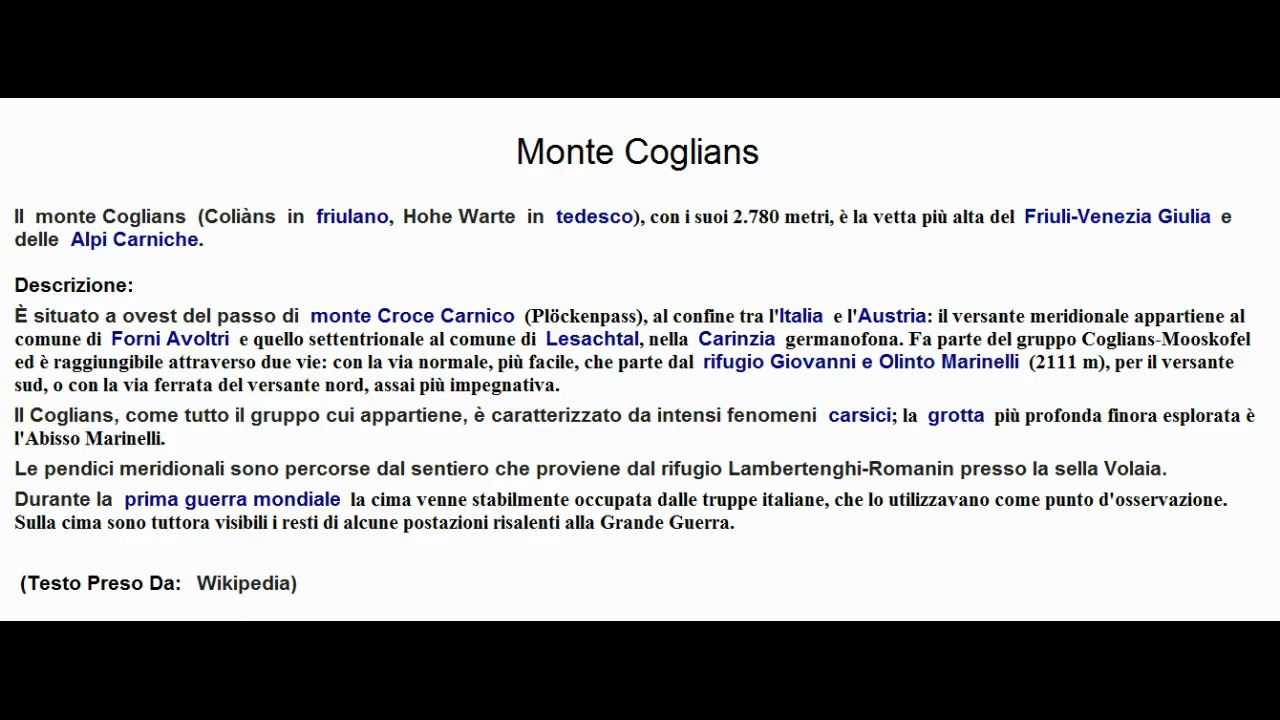 Monte Coglians
Il monte Coglians (Coliàns in friulano, Hohe Warte in tedesco), con i suoi 2.780 metri, è la vetta più alta del Friuli-Venezia Giulia e
delle Alpi Carniche.
Descrizione:
È situato a ovest del passo di monte Croce Carnico (Plöckenpass), al confine tra l'Italia e l'Austria: il versante meridionale appartiene al
comune di Forni Avoltri e quello settentrionale al comune di Lesachtal, nella Carinzia germanofona. Fa parte del gruppo Coglians-Mooskofel
ed è raggiungibile attraverso due vie: con la via normale, più facile, che parte dal rifugio Giovanni e Olinto Marinelli (2111 m), per il versante
sud, o con la via ferrata del versante nord, assai più impegnativa.
Il Coglians, come tutto il gruppo cui appartiene, è caratterizzato da intensi fenomeni carsici; la grotta più profonda finora esplorata è
l'Abisso Marinelli.
Le pendici meridionali sono percorse dal sentiero che proviene dal rifugio Lambertenghi-Romanin presso la sella Volaia.
Durante la prima guerra mondiale la cima venne stabilmente occupata dalle truppe italiane, che lo utilizzavano come punto d'osservazione.
Sulla cima sono tuttora visibili i resti di alcune postazioni risalenti alla Grande Guerra.
(Testo Preso Da: Wikipedia)